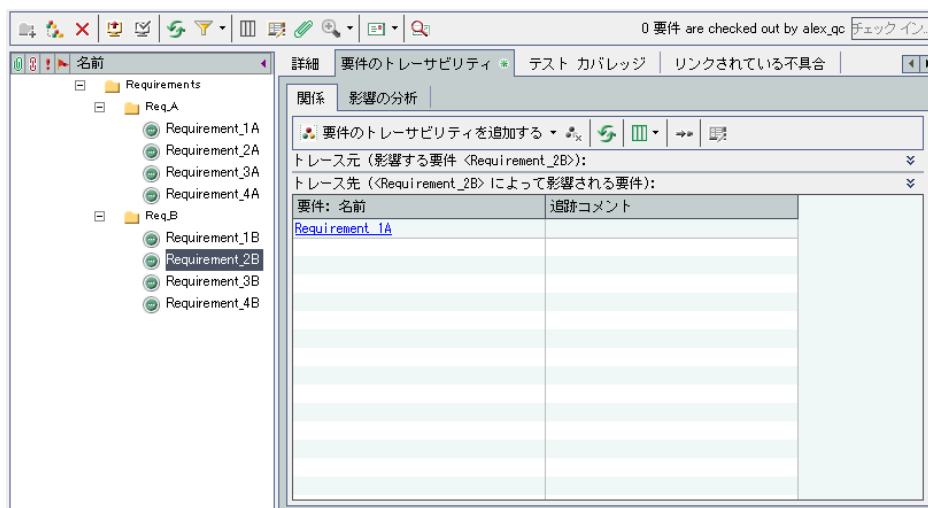 0 要件 are checked out by alex_qc チェック イン..
名前
詳細 要件のトレーサビリティ * テスト カバレッジ リンクされている不具合
Requirements
Req_A
Requirement_1A
Requirement_2A
Requirement_3A
Requirement_4A
Req_B
Requirement_1B
Requirement_2B
Requirement_3B
Requirement_4B
関係 影響の分析
要件のトレーサビリティを追加する
トレース元 (影響する要件 <Requirement_2B>):
トレース先 (<Requirement_2B> によって影響される要件):
要件: 名前 追跡コメント
Requirement_1A